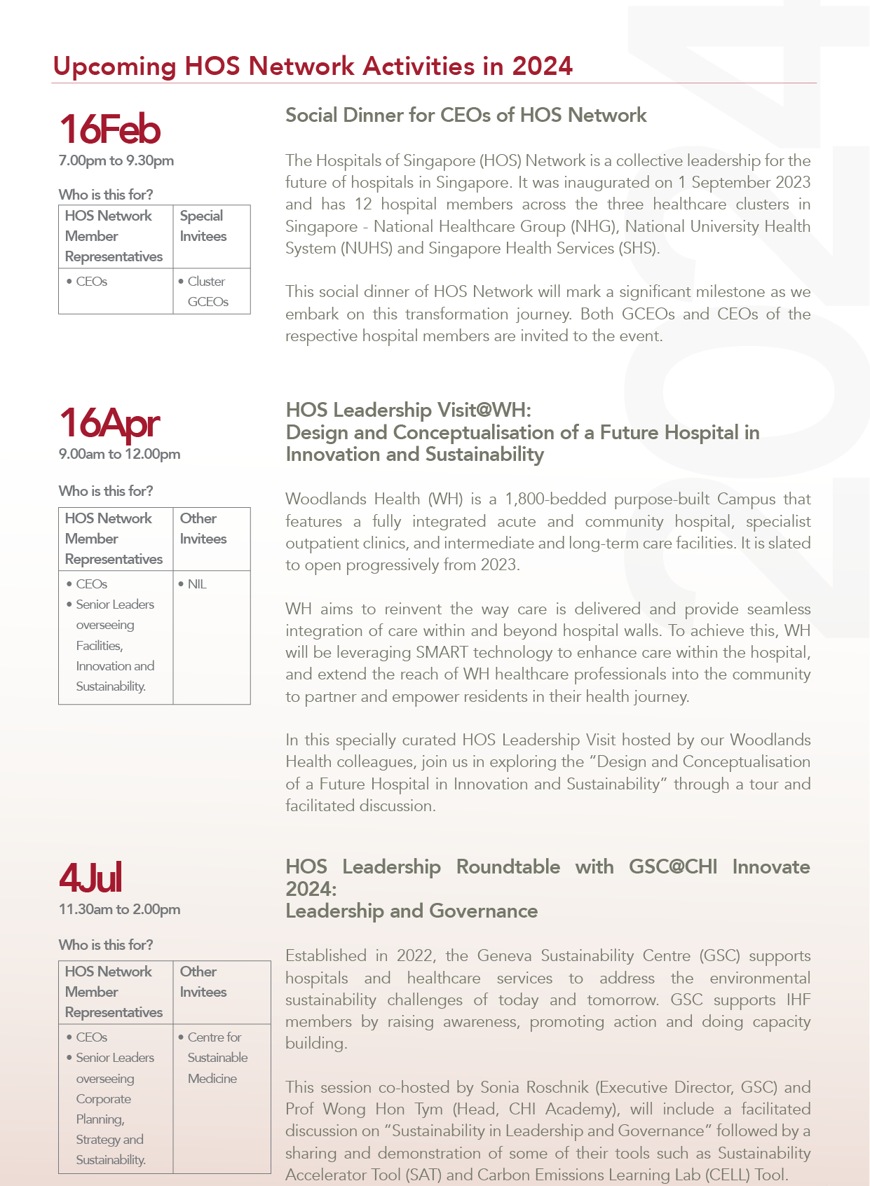 Upcoming HOS Network Activities in 2024
2024
16Feb
7.00pm to 9.30pm
Who is this for?
HOS Network Member Representatives
Special Invitees
• CEOs
• Cluster GCEOs
Social Dinner for CEOs of HOS Network
The Hospitals of Singapore (HOS) Network is a collective leadership for the
future of hospitals in Singapore. It was inaugurated on 1 September 2023
and has 12 hospital members across the three healthcare clusters in
Singapore - National Healthcare Group (NHG), National University Health
System (NUHS) and Singapore Health Services (SHS).
This social dinner of HOS Network will mark a significant milestone as we
embark on this transformation journey. Both GCEOs and CEOs of the
respective hospital members are invited to the event.
16Apr
9.00am to 12.00pm
Who is this for?
HOS Network Member Representatives
Other Invitees
• CEOs
• Senior Leaders overseeing Facilities, Innovation and Sustainability.
• NIL
HOS Leadership Visit@WH:
Design and Conceptualisation of a Future Hospital in
Innovation and Sustainability
Woodlands Health (WH) is a 1,800-bedded purpose-built Campus that
features a fully integrated acute and community hospital, specialist
outpatient clinics, and intermediate and long-term care facilities. It is slated
to open progressively from 2023.
WH aims to reinvent the way care is delivered and provide seamless
integration of care within and beyond hospital walls. To achieve this, WH
will be leveraging SMART technology to enhance care within the hospital,
and extend the reach of WH healthcare professionals into the community
to partner and empower residents in their health journey.
In this specially curated HOS Leadership Visit hosted by our Woodlands
Health colleagues, join us in exploring the “Design and Conceptualisation
of a Future Hospital in Innovation and Sustainability” through a tour and
facilitated discussion.
4Jul
11.30am to 2.00pm
Who is this for?
HOS Network Member Representatives
Other Invitees
• CEOs
• Senior Leaders overseeing Corporate Planning, Strategy and Sustainability.
• Centre for Sustainable Medicine
HOS Leadership Roundtable with GSC@CHI Innovate
2024:
Leadership and Governance
Established in 2022, the Geneva Sustainability Centre (GSC) supports
hospitals and healthcare services to address the environmental
sustainability challenges of today and tomorrow. GSC supports IHF
members by raising awareness, promoting action and doing capacity
building.
This session co-hosted by Sonia Roschnik (Executive Director, GSC) and
Prof Wong Hon Tym (Head, CHI Academy), will include a facilitated
discussion on “Sustainability in Leadership and Governance” followed by a
sharing and demonstration of some of their tools such as Sustainability
Accelerator Tool (SAT) and Carbon Emissions Learning Lab (CELL) Tool.